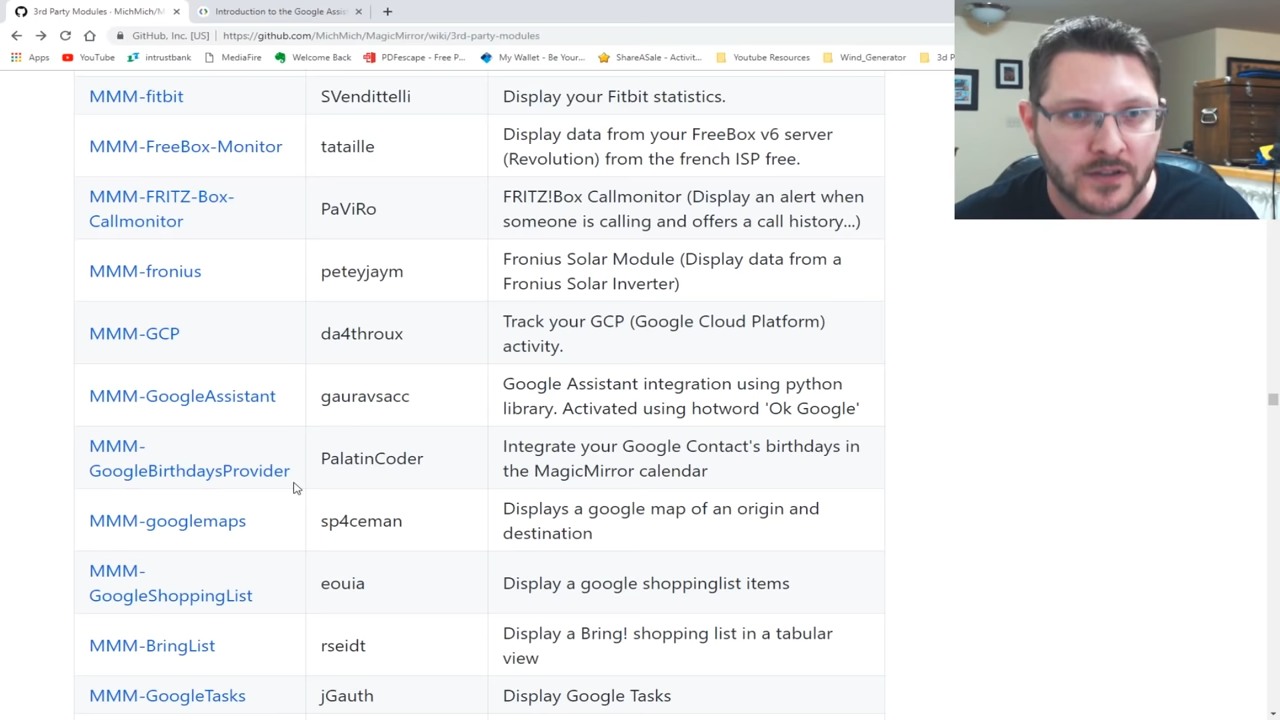 3rd Party Modules - MichMich/M
Introduction to the Google Assis
GitHub, Inc. [US]
https://github.com/MichMich/MagicMirror/wiki/3rd-party-modules
Apps
YouTube
intrustbank
MediaFire
Welcome Back
PDFescape - Free P...
My Wallet - Be Your...
ShareASale - Activit...
Youtube Resources
Wind_Generator
3d P
MMM-fitbit
SVendittelli
Display your Fitbit statistics.
MMM-FreeBox-Monitor
tataille
Display data from your FreeBox v6 server
(Revolution) from the french ISP free.
MMM-FRITZ-Box-
Callmonitor
PaViRo
FRITZ!Box Callmonitor (Display an alert when
someone is calling and offers a call history...)
MMM-fronius
peteyjaym
Fronius Solar Module (Display data from a
Fronius Solar Inverter)
MMM-GCP
da4throux
Track your GCP (Google Cloud Platform)
activity.
MMM-GoogleAssistant
gauravsacc
Google Assistant integration using python
library. Activated using hotword 'Ok Google'
MMM-
GoogleBirthdaysProvider
PalatinCoder
Integrate your Google Contact's birthdays in
the MagicMirror calendar
MMM-googlemaps
sp4ceman
Displays a google map of an origin and
destination
MMM-
GoogleShoppingList
eouia
Display a google shoppinglist items
MMM-BringList
rseidt
Display a Bring! shopping list in a tabular
view
MMM-GoogleTasks
jGauth
Display Google Tasks